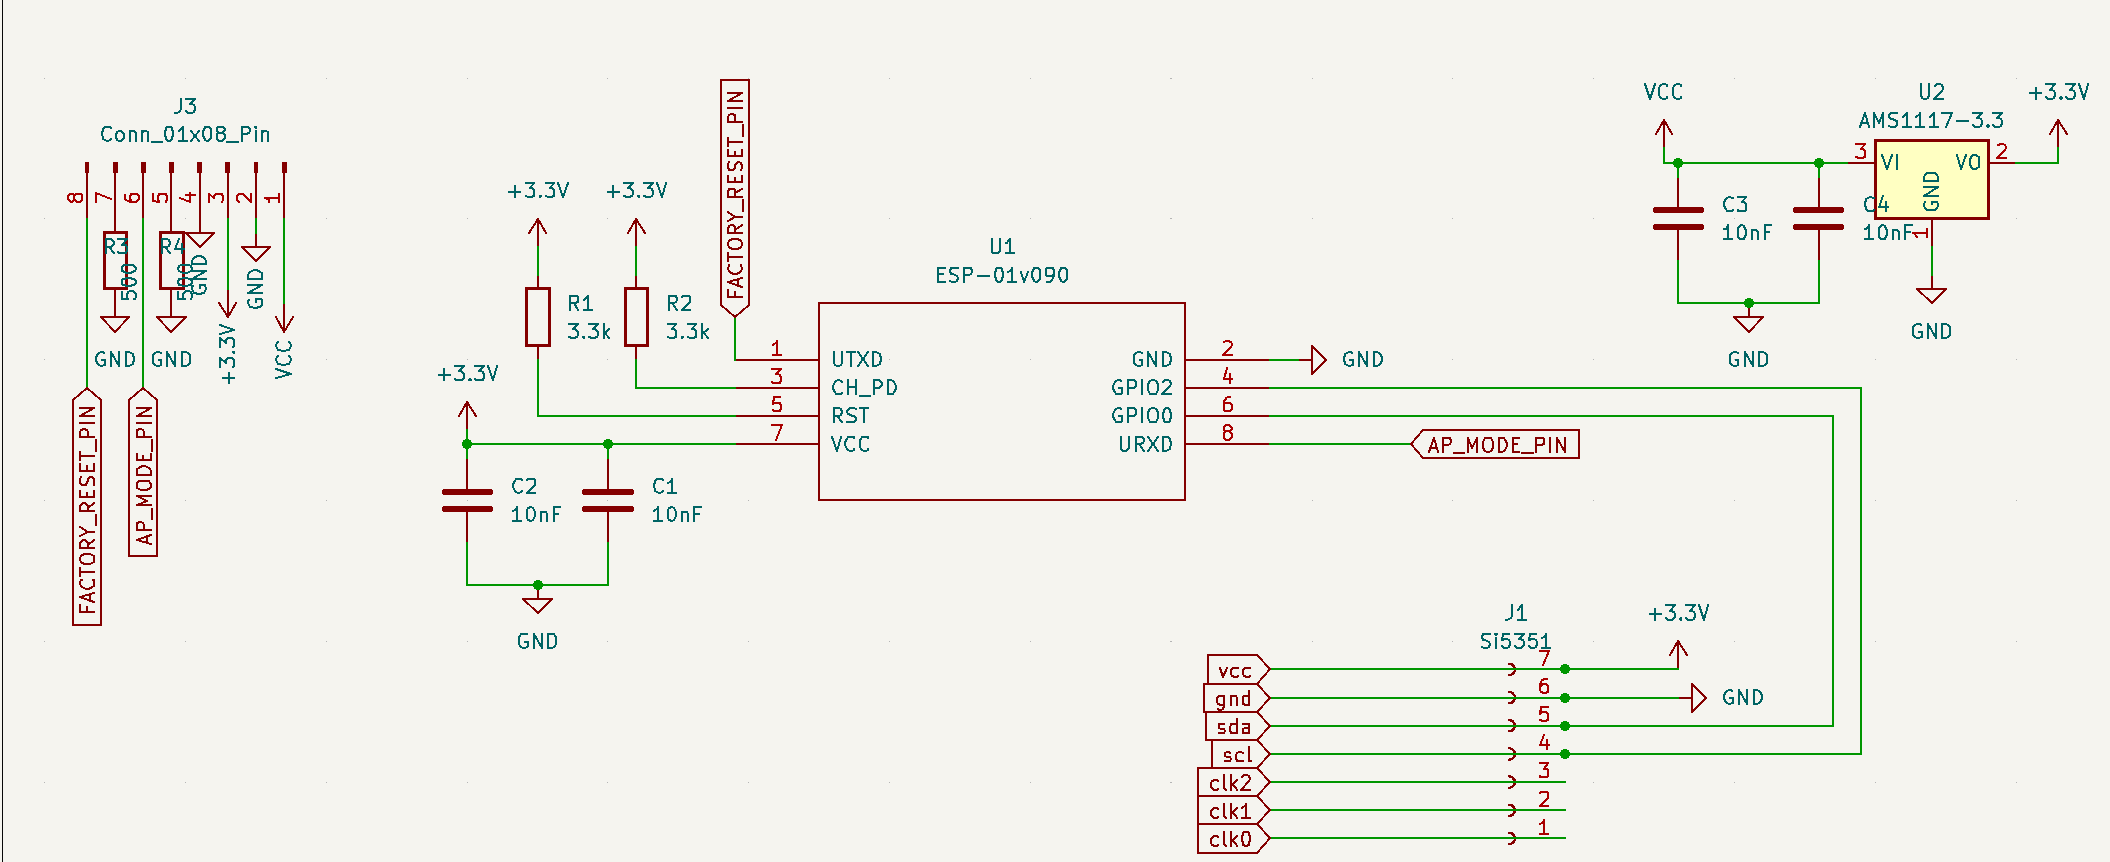 J3
Conn_01x08_Pin
8
7
6
5
4
3
2
1
R3
500
R4
500
GND
GND
GND
GND
+3.3V
VCC
FACTORY_RESET_PIN
AP_MODE_PIN
+3.3V
+3.3V
FACTORY_RESET_PIN
R1
3.3k
R2
3.3k
+3.3V
C2
10nF
C1
10nF
GND
U1
ESP-01v090
1
UTXD
3
CH_PD
5
RST
7
VCC
GND
2
GND
GPIO2
4
GPIO0
6
URXD
8
AP_MODE_PIN
VCC
U2
AMS1117-3.3
+3.3V
3
VI
VO
2
GND
1
C3
10nF
C4
10nF
GND
GND
J1
Si5351
+3.3V
vcc
7
gnd
6
GND
sda
5
scl
4
clk2
3
clk1
2
clk0
1